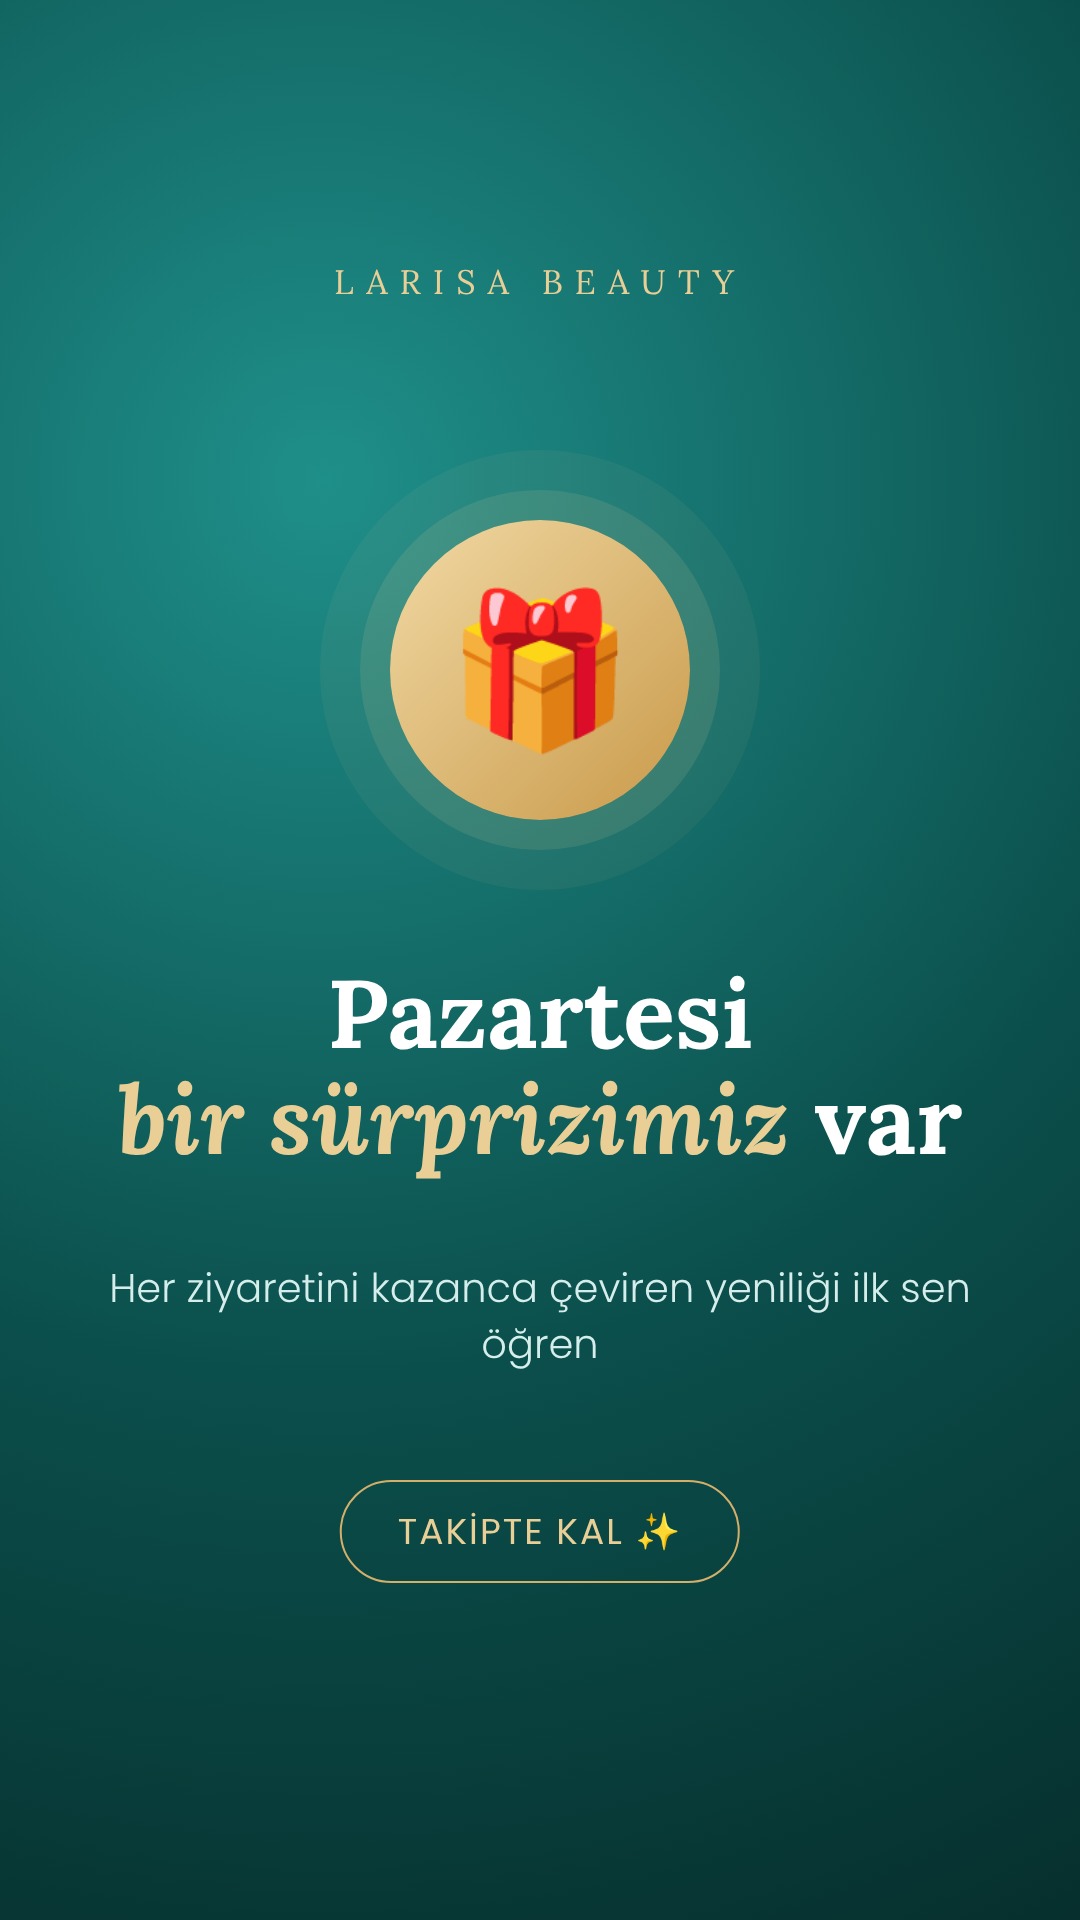 LARISA BEAUTY
Pazartesi
bir sürprizimiz var
Her ziyaretini kazanca çeviren yeniliği ilk sen
öğren
TAKİPTE KAL ✨